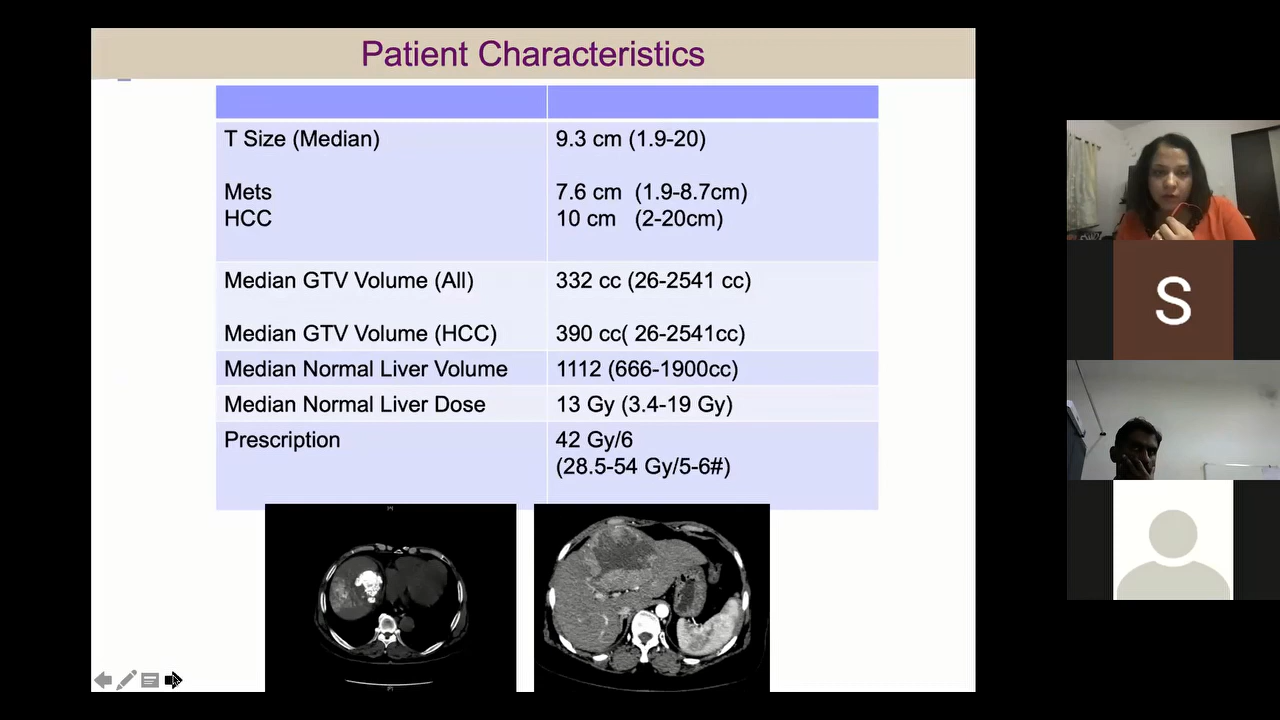 Patient Characteristics
T Size (Median) 9.3 cm (1.9-20)
Mets 7.6 cm (1.9-8.7cm)
HCC 10 cm (2-20cm)
Median GTV Volume (All) 332 cc (26-2541 cc)
Median GTV Volume (HCC) 390 cc( 26-2541cc)
Median Normal Liver Volume 1112 (666-1900cc)
Median Normal Liver Dose 13 Gy (3.4-19 Gy)
Prescription 42 Gy/6
(28.5-54 Gy/5-6#)
S